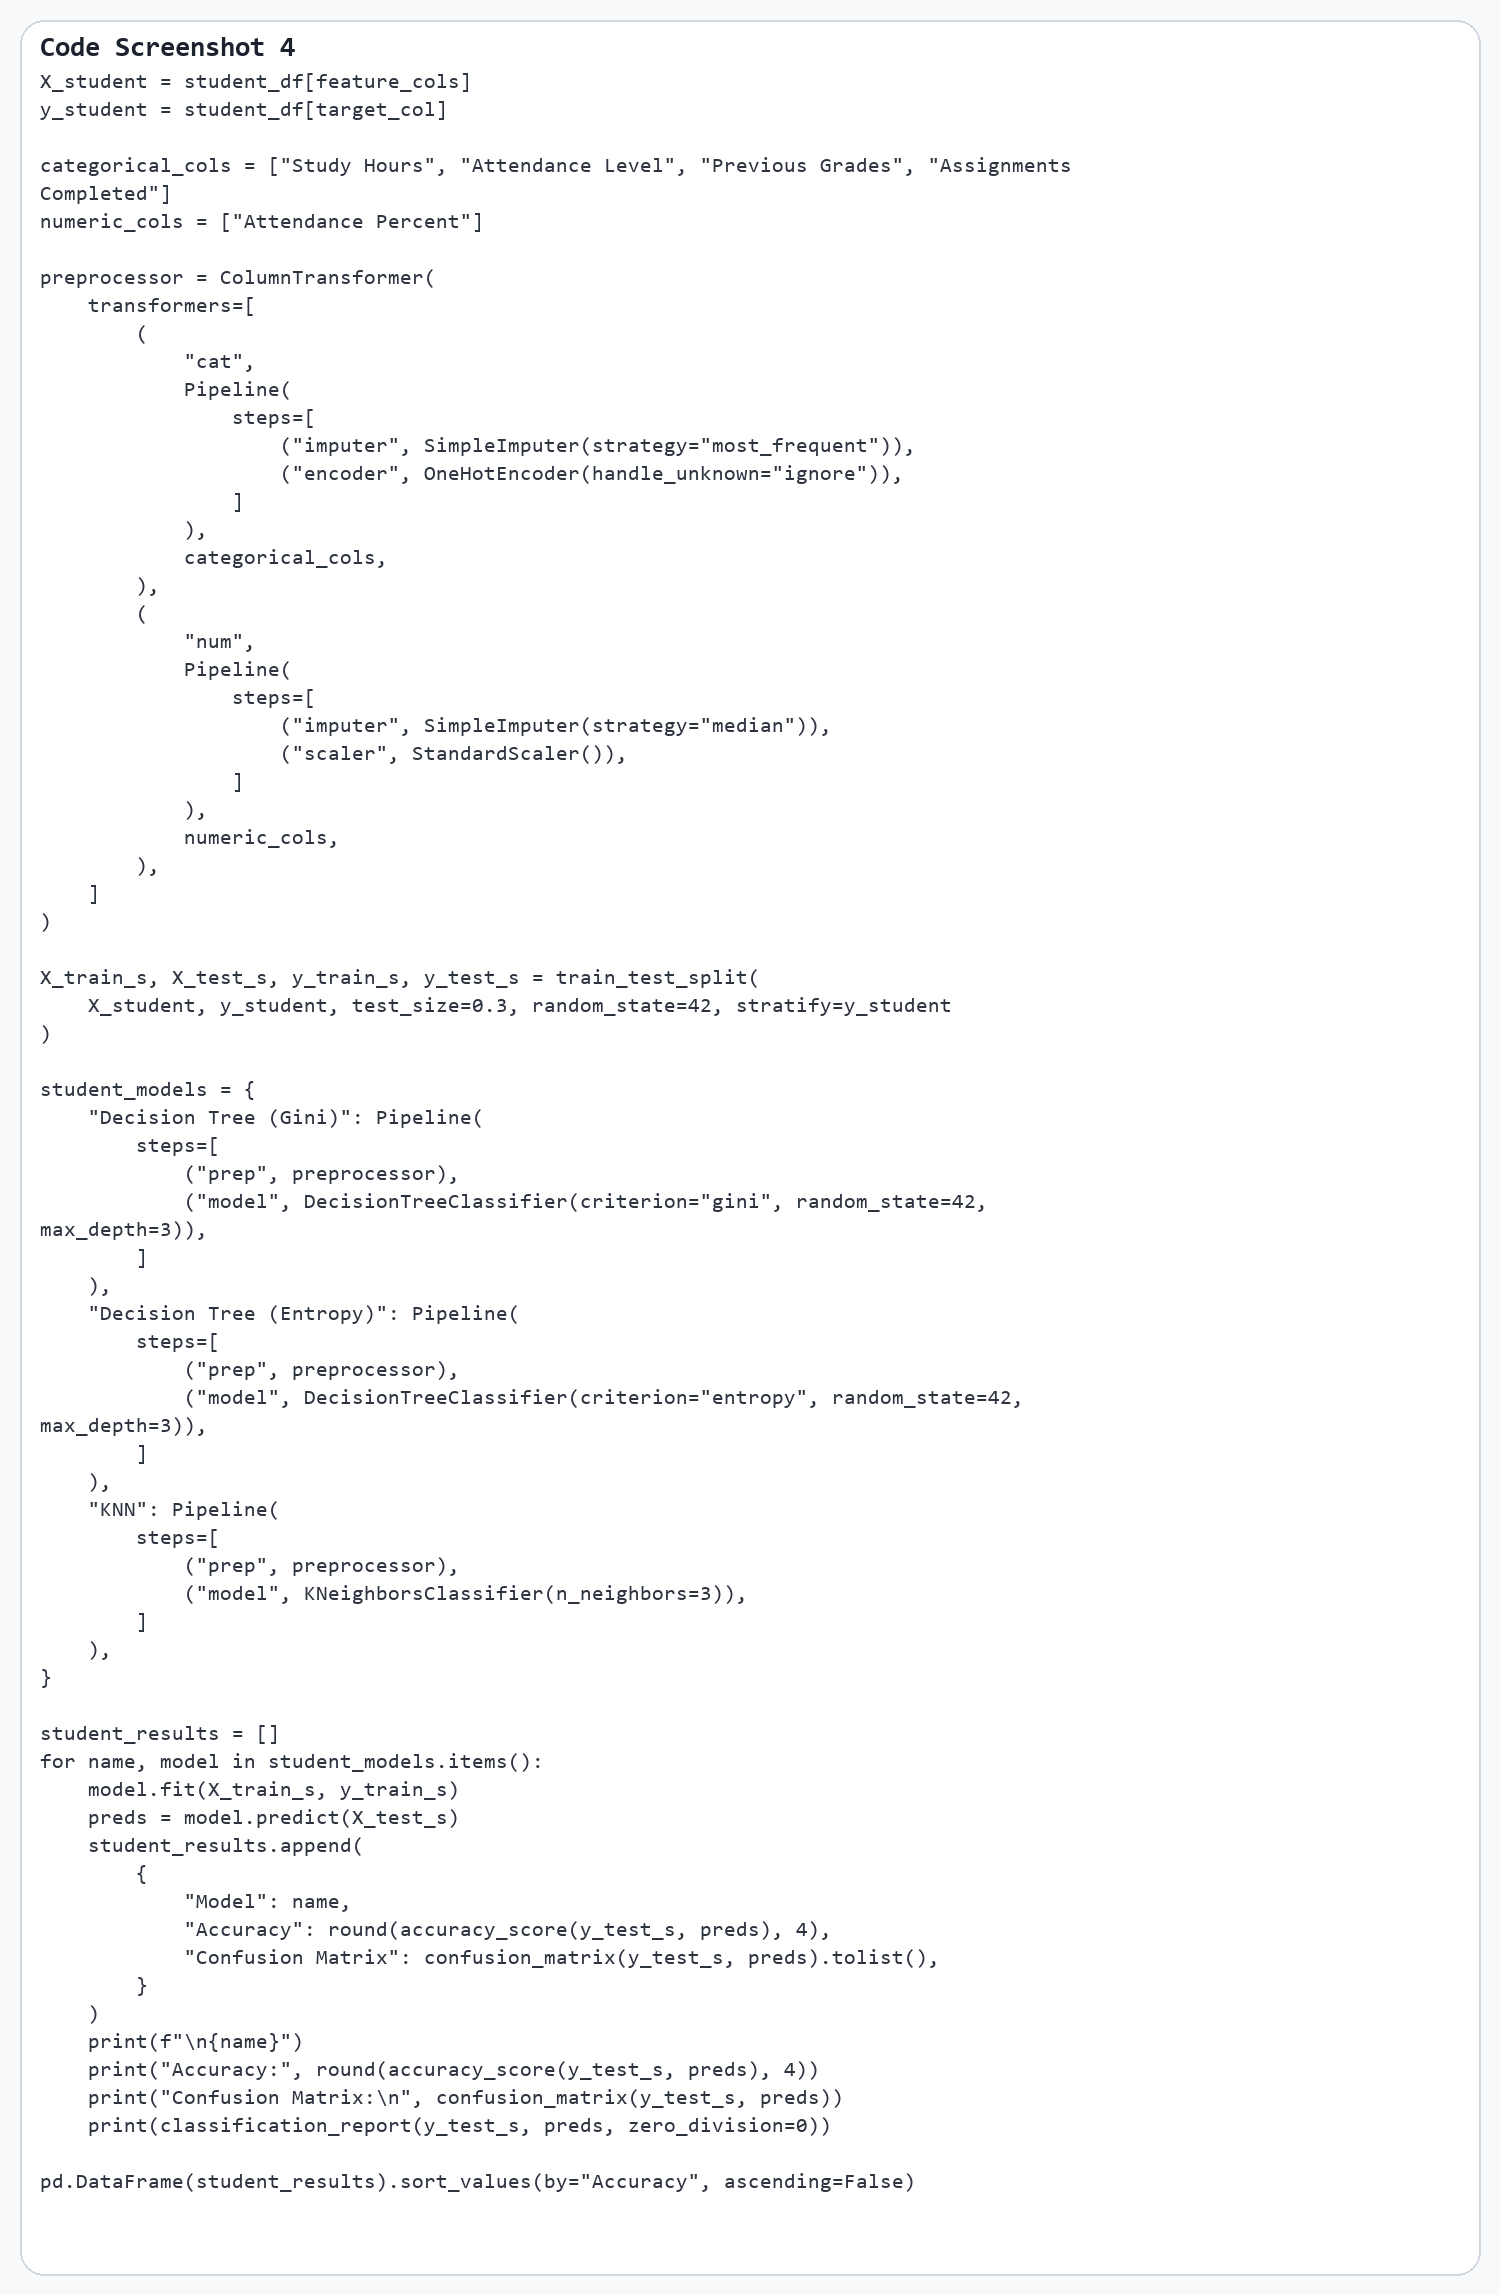 Code Screenshot 4
X_student = student_df[feature_cols]
y_student = student_df[target_col]

categorical_cols = ["Study Hours", "Attendance Level", "Previous Grades", "Assignments
Completed"]
numeric_cols = ["Attendance Percent"]

preprocessor = ColumnTransformer(
    transformers=[
        (
            "cat",
            Pipeline(
                steps=[
                    ("imputer", SimpleImputer(strategy="most_frequent")),
                    ("encoder", OneHotEncoder(handle_unknown="ignore")),
                ]
            ),
            categorical_cols,
        ),
        (
            "num",
            Pipeline(
                steps=[
                    ("imputer", SimpleImputer(strategy="median")),
                    ("scaler", StandardScaler()),
                ]
            ),
            numeric_cols,
        ),
    ]
)

X_train_s, X_test_s, y_train_s, y_test_s = train_test_split(
    X_student, y_student, test_size=0.3, random_state=42, stratify=y_student
)

student_models = {
    "Decision Tree (Gini)": Pipeline(
        steps=[
            ("prep", preprocessor),
            ("model", DecisionTreeClassifier(criterion="gini", random_state=42,
max_depth=3)),
        ]
    ),
    "Decision Tree (Entropy)": Pipeline(
        steps=[
            ("prep", preprocessor),
            ("model", DecisionTreeClassifier(criterion="entropy", random_state=42,
max_depth=3)),
        ]
    ),
    "KNN": Pipeline(
        steps=[
            ("prep", preprocessor),
            ("model", KNeighborsClassifier(n_neighbors=3)),
        ]
    ),
}

student_results = []
for name, model in student_models.items():
    model.fit(X_train_s, y_train_s)
    preds = model.predict(X_test_s)
    student_results.append(
        {
            "Model": name,
            "Accuracy": round(accuracy_score(y_test_s, preds), 4),
            "Confusion Matrix": confusion_matrix(y_test_s, preds).tolist(),
        }
    )
    print(f"\n{name}")
    print("Accuracy:", round(accuracy_score(y_test_s, preds), 4))
    print("Confusion Matrix:\n", confusion_matrix(y_test_s, preds))
    print(classification_report(y_test_s, preds, zero_division=0))

pd.DataFrame(student_results).sort_values(by="Accuracy", ascending=False)